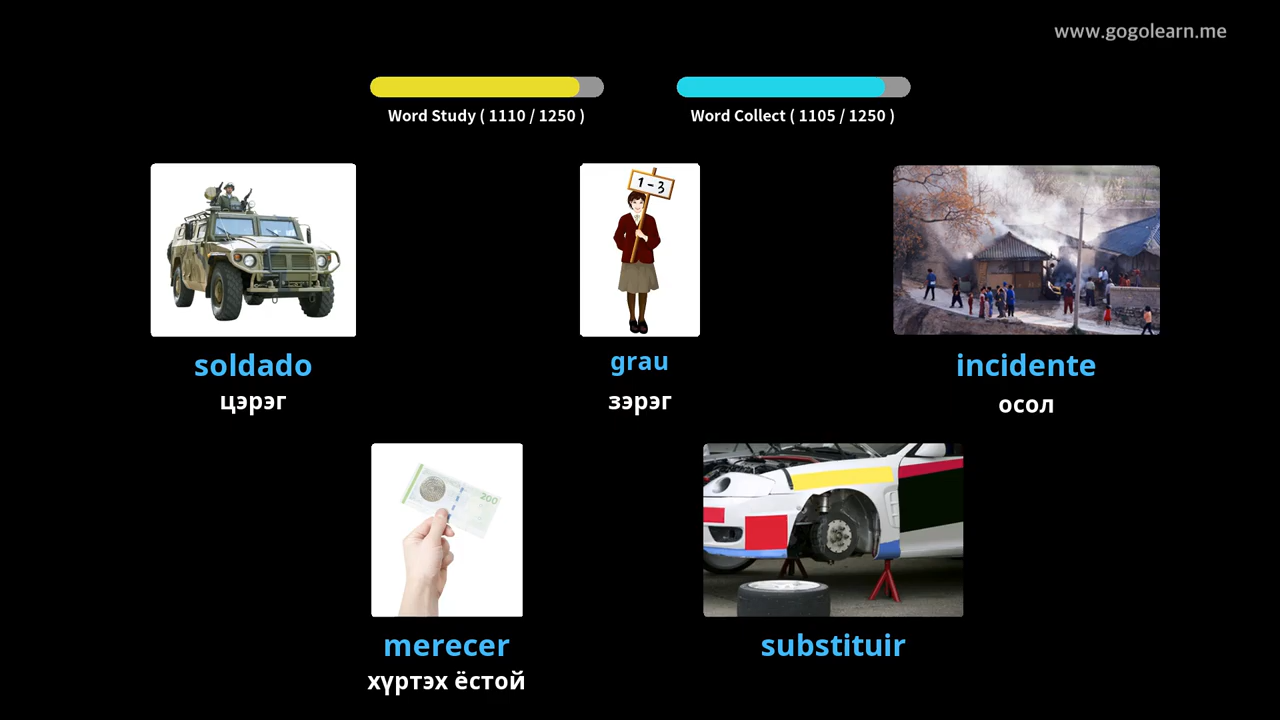 www.gogolearn.me
Word Study ( 1110 / 1250 )
Word Collect ( 1105 / 1250 )
1 - 3
soldado
цэрэг
grau
зэрэг
incidente
осол
200
merecer
хүртэх ёстой
substituir